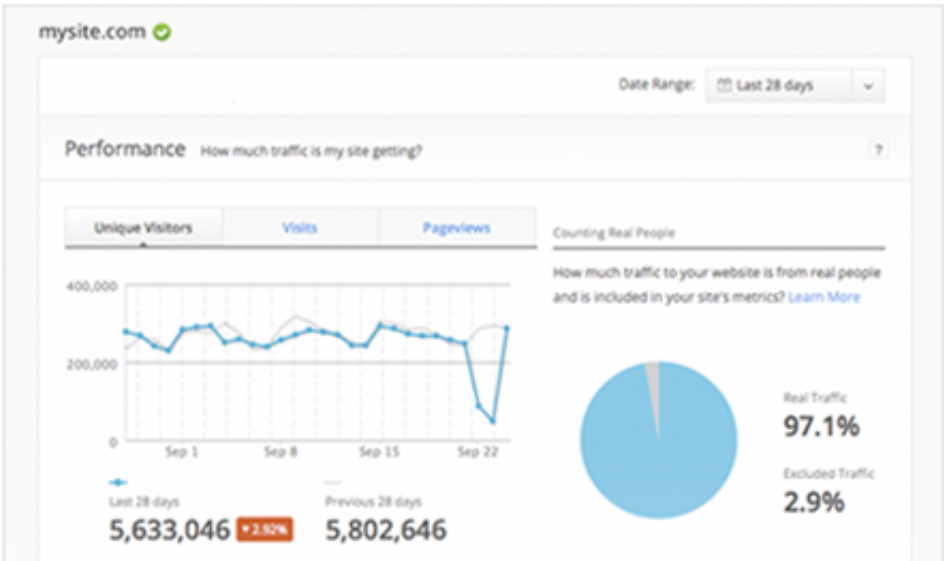 mysite.com
Date Range: Last 28 days
Performance How much traffic is my site getting?
?
Unique Visitors Visits Pageviews
Counting Real People
How much traffic to your website is from real people
and is included in your site's metrics? Learn More
400,000
200,000
0
Sep 1 Sep 8 Sep 15 Sep 22
Real Traffic
97.1%
Excluded Traffic
2.9%
Last 28 days
5,633,046 ▼2.92%
Previous 28 days
5,802,646